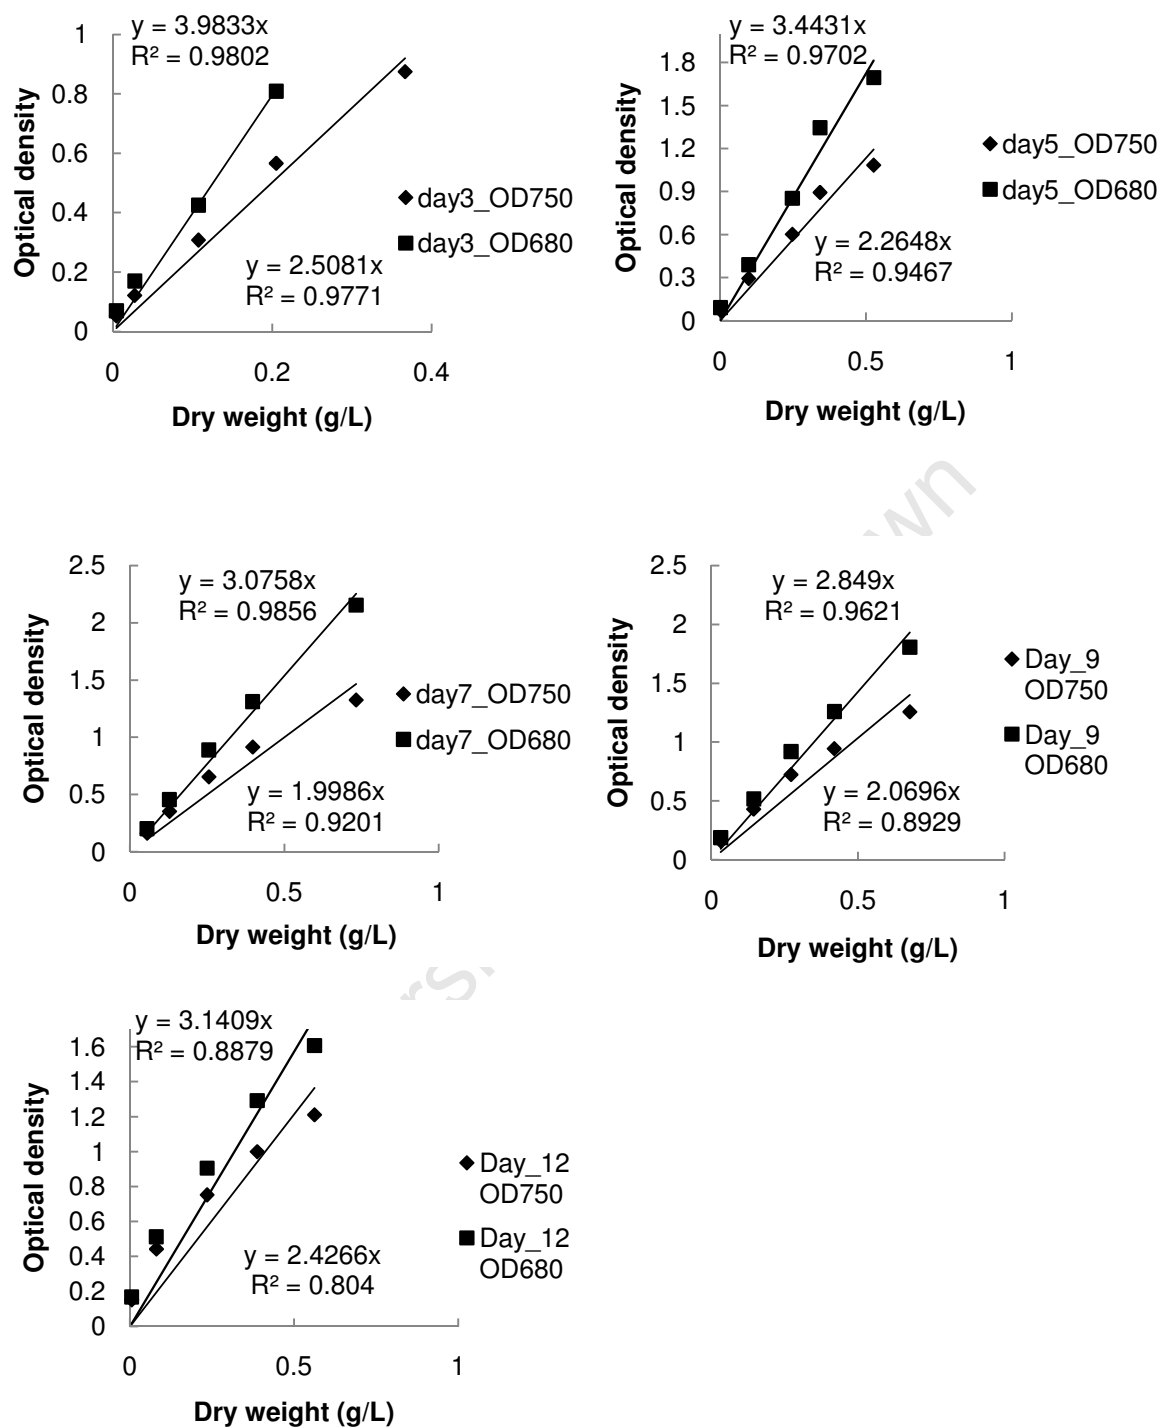 y = 3.9833x
R² = 0.9802
1
0.8
0.6
0.4
0.2
0
Optical density
y = 2.5081x
R² = 0.9771
0
0.2
0.4
Dry weight (g/L)
day3_OD750
day3_OD680
y = 3.4431x
R² = 0.9702
1.8
1.5
1.2
0.9
0.6
0.3
0
Optical density
y = 2.2648x
R² = 0.9467
0
0.5
1
Dry weight (g/L)
day5_OD750
day5_OD680
wn
2.5
2
1.5
1
0.5
0
Optical density
y = 3.0758x
R² = 0.9856
y = 1.9986x
R² = 0.9201
0
0.5
1
Dry weight (g/L)
day7_OD750
day7_OD680
2.5
2
1.5
1
0.5
0
Optical density
y = 2.849x
R² = 0.9621
y = 2.0696x
R² = 0.8929
0
0.5
1
Dry weight (g/L)
Day_9
OD750
Day_9
OD680
rs
y = 3.1409x
R² = 0.8879
1.6
1.4
1.2
1
0.8
0.6
0.4
0.2
0
Optical density
y = 2.4266x
R² = 0.804
0
0.5
1
Dry weight (g/L)
Day_12
OD750
Day_12
OD680